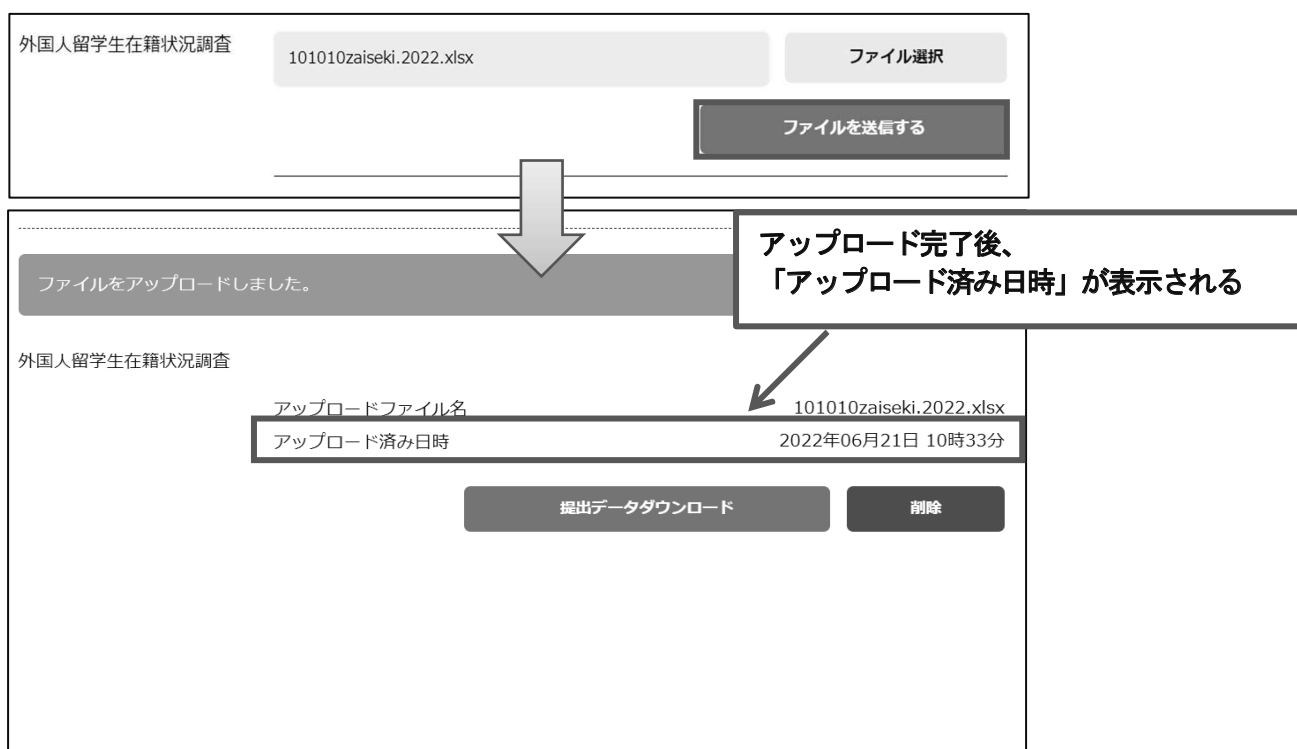 外国人留学生在籍状況調査
101010zaiseki.2022.xlsx
ファイル選択
ファイルを送信する
アップロード完了後、
「アップロード済み日時」が表示される
ファイルをアップロードしました。
外国人留学生在籍状況調査
アップロードファイル名 101010zaiseki.2022.xlsx
アップロード済み日時 2022年06月21日 10時33分
提出データダウンロード 削除